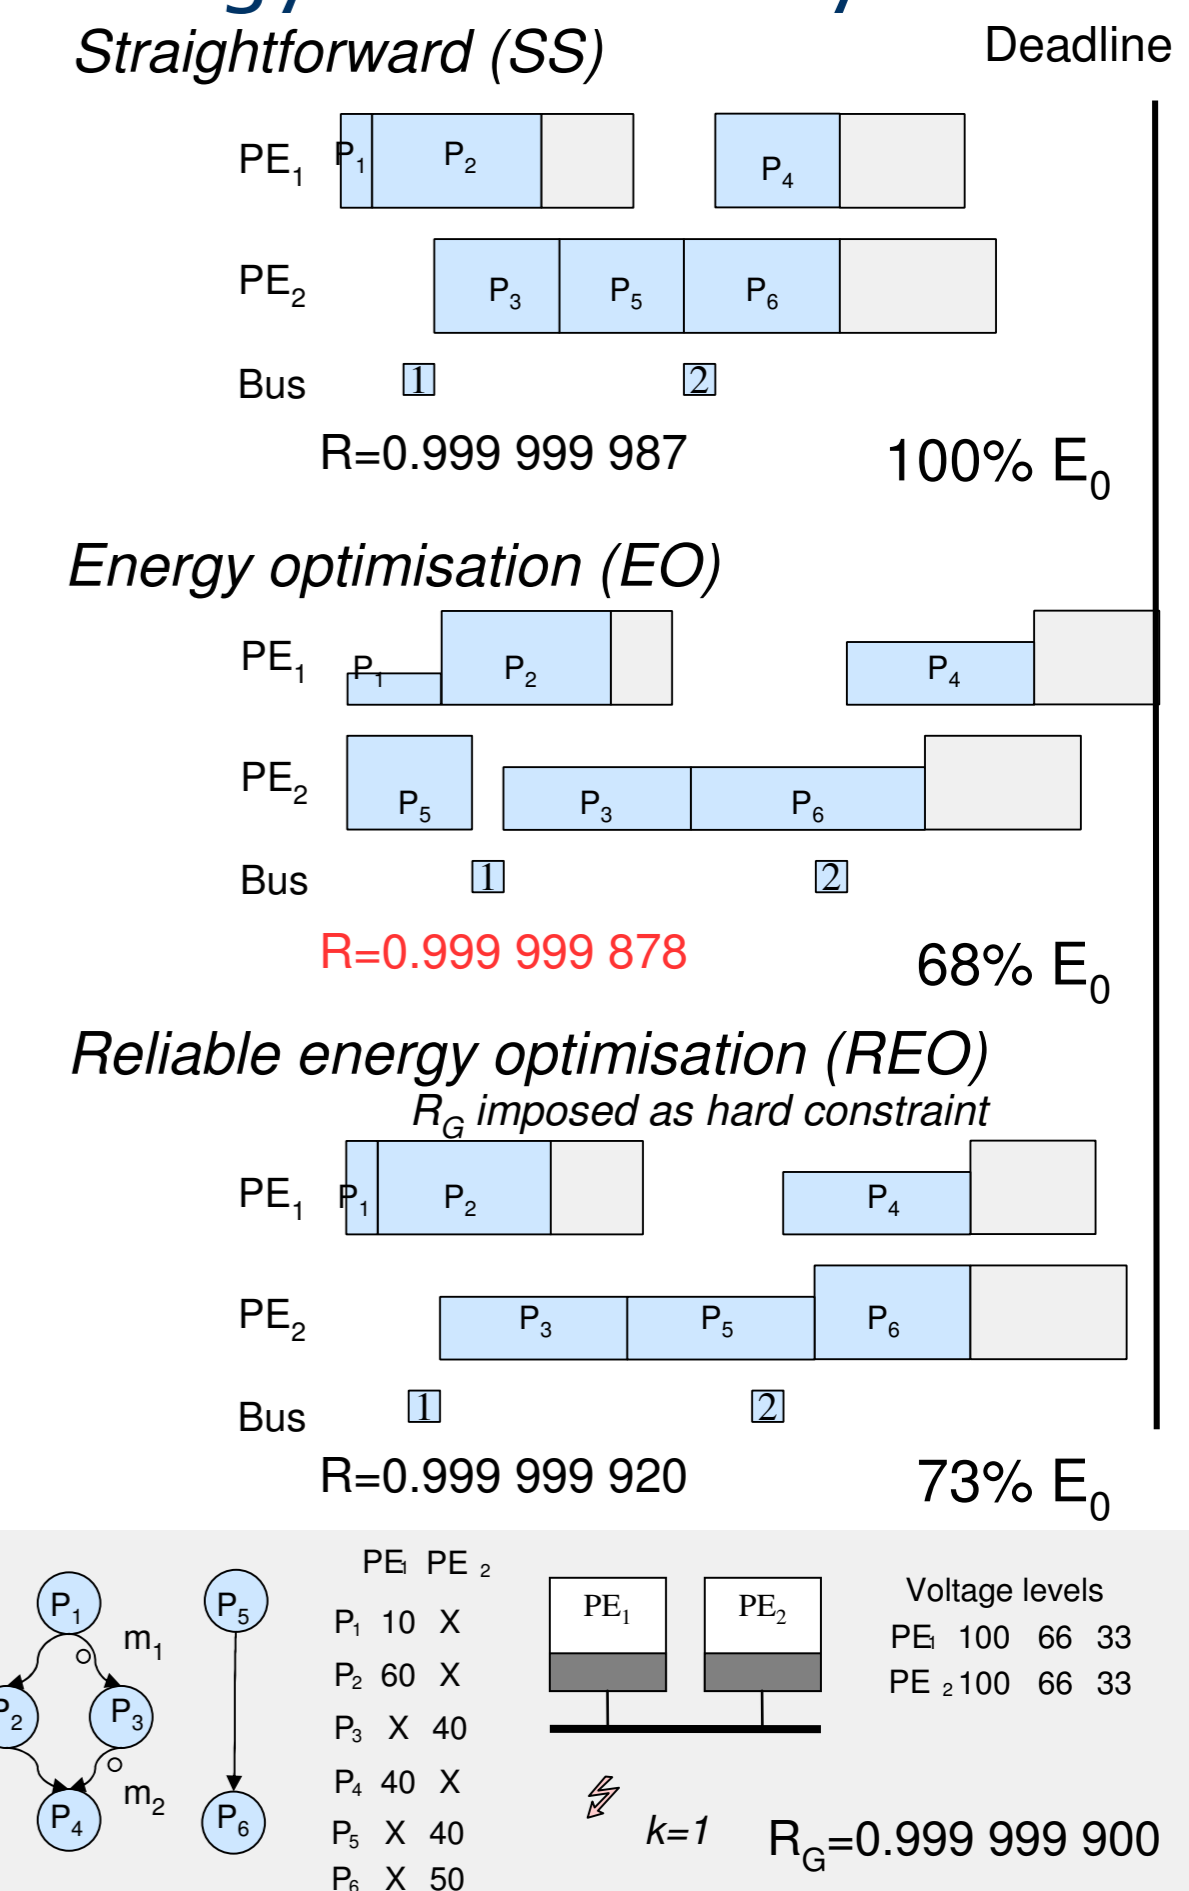 Straightforward (SS)
Deadline
PE1 P1 P2 P4
PE2 P3 P5 P6
Bus 1 2
R=0.999 999 987
100% E0
Energy optimisation (EO)
PE1 P1 P2 P4
PE2 P5 P3 P6
Bus 1 2
R=0.999 999 878
68% E0
Reliable energy optimisation (REO)
RG imposed as hard constraint
PE1 P1 P2 P4
PE2 P3 P5 P6
Bus 1 2
R=0.999 999 920
73% E0
P1 m1
P2 P3
m2
P4
P5
P6
PE1 PE 2
P1 10 X
P2 60 X
P3 X 40
P4 40 X
P5 X 40
P6 X 50
PE1 PE2
k=1
Voltage levels
PE1 100 66 33
PE 2 100 66 33
RG=0.999 999 900